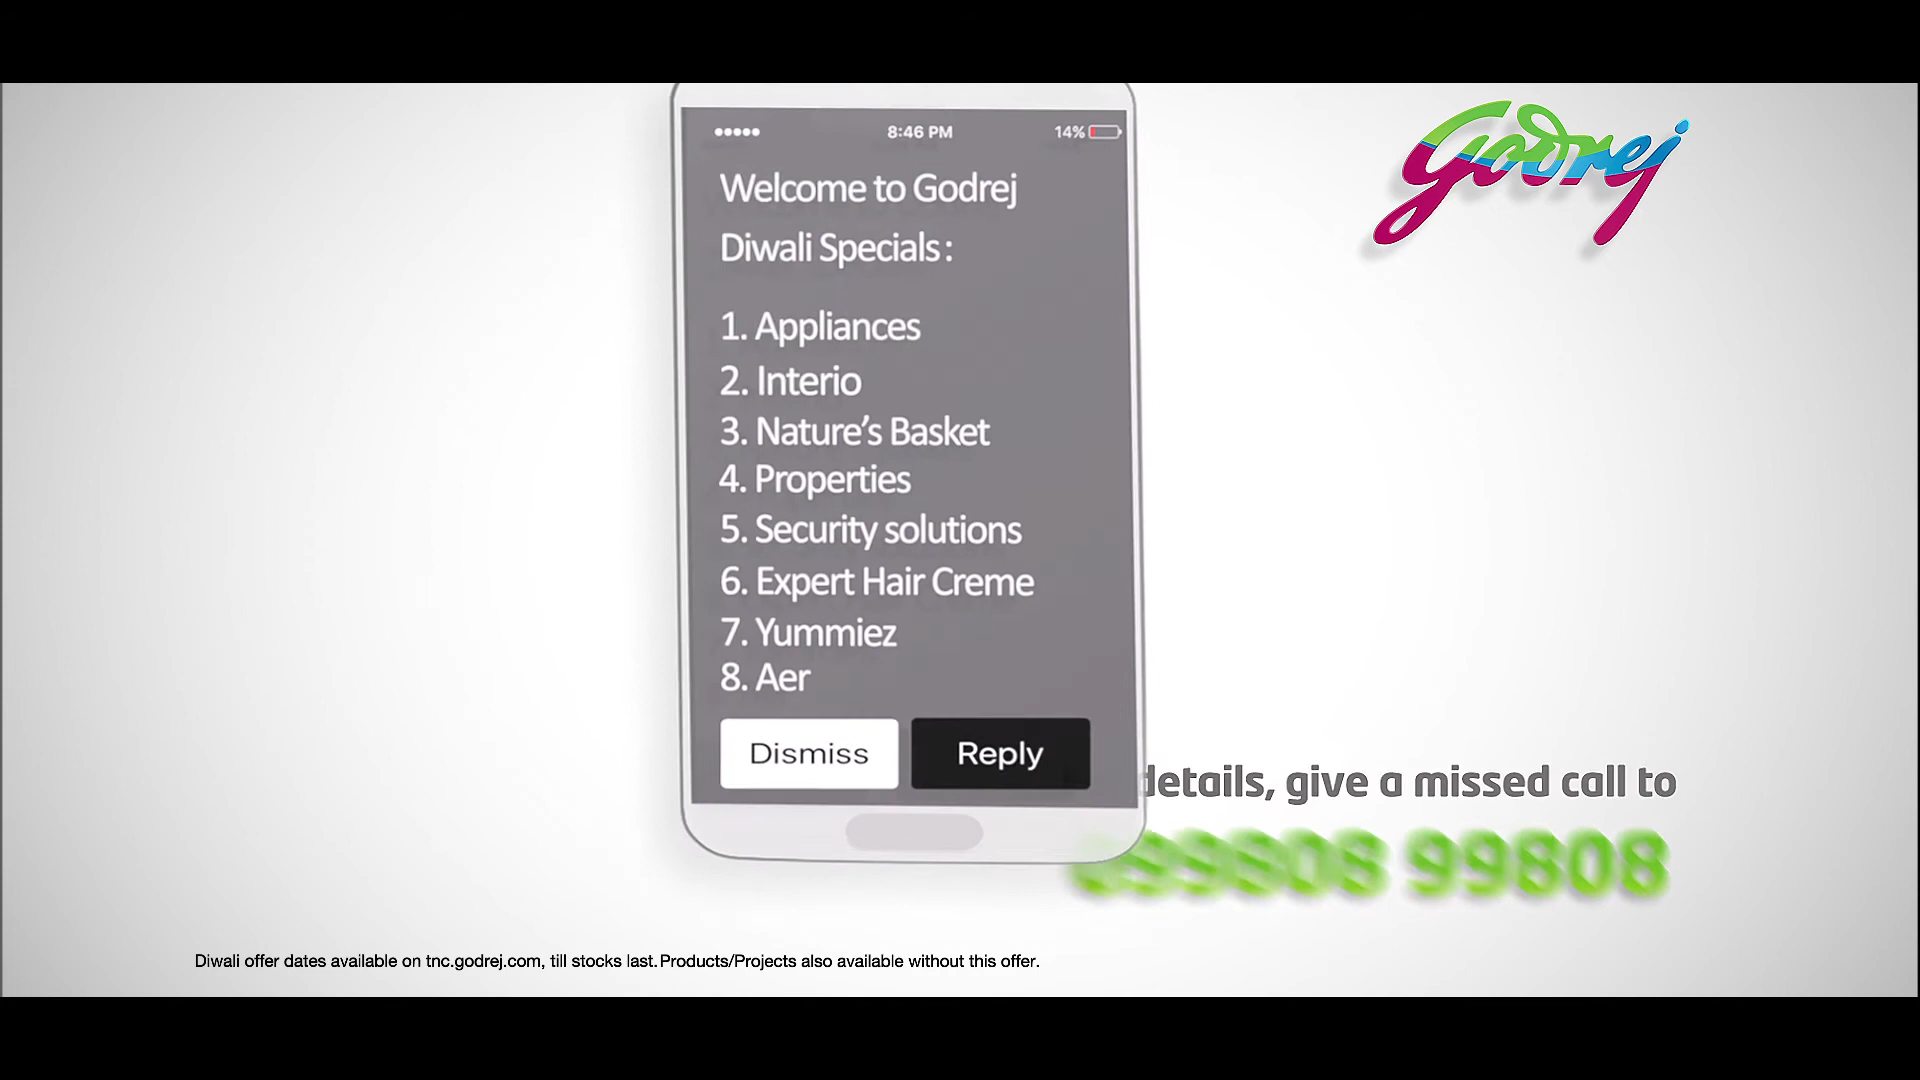 Godrej
●●●●● 8:46 PM 14%
Welcome to Godrej
Diwali Specials :
1. Appliances
2. Interio
3. Nature's Basket
4. Properties
5. Security solutions
6. Expert Hair Creme
7. Yummiez
8. Aer
Dismiss Reply
details, give a missed call to
99808 99808
Diwali offer dates available on tnc.godrej.com, till stocks last. Products/Projects also available without this offer.